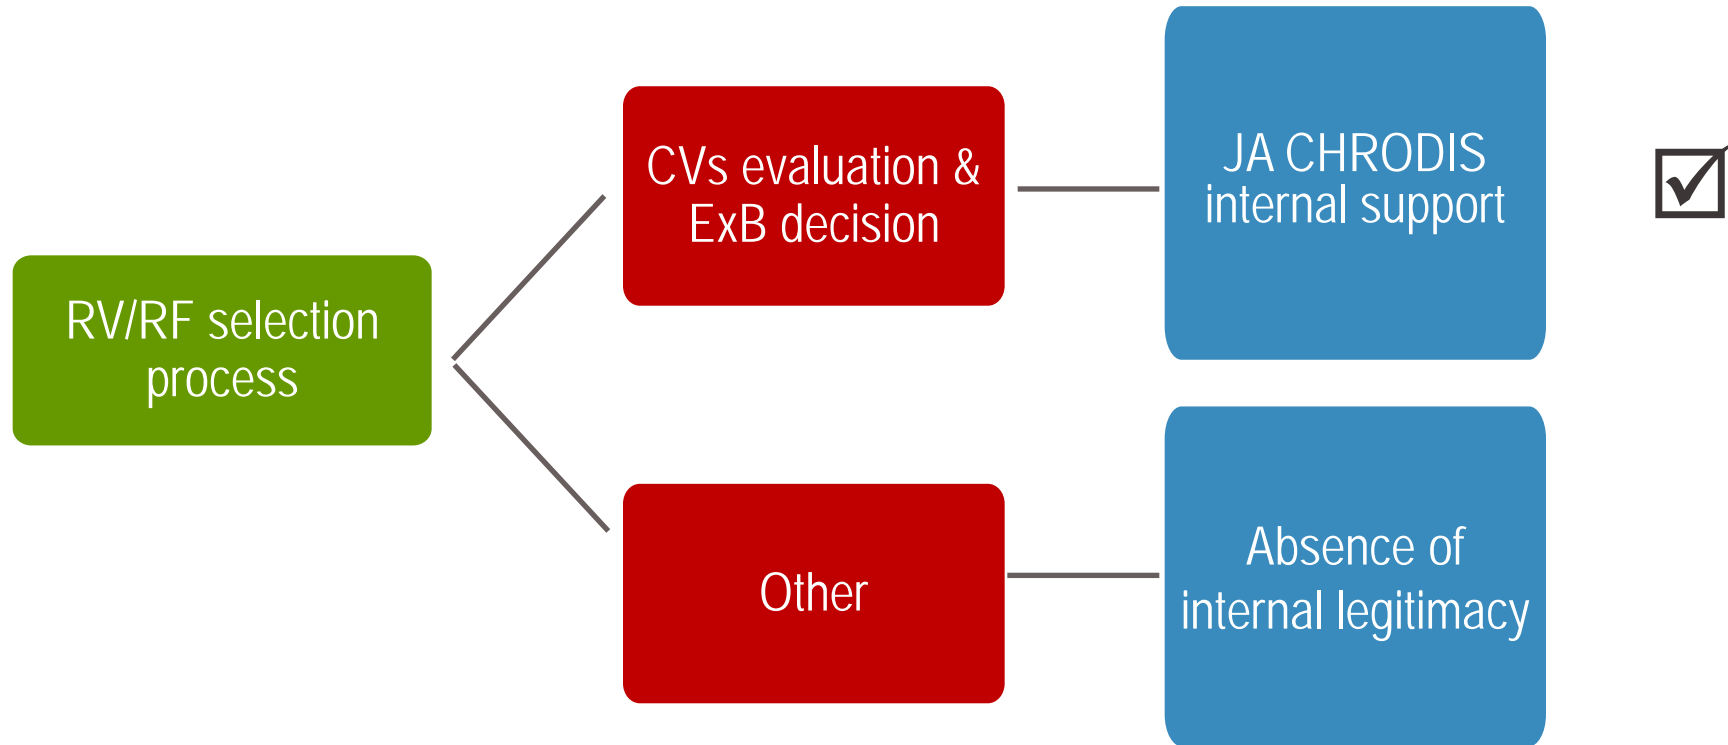 RV/RF selection
process
CVs evaluation &
ExB decision
JA CHRODIS
internal support
☑
Other
Absence of
internal legitimacy